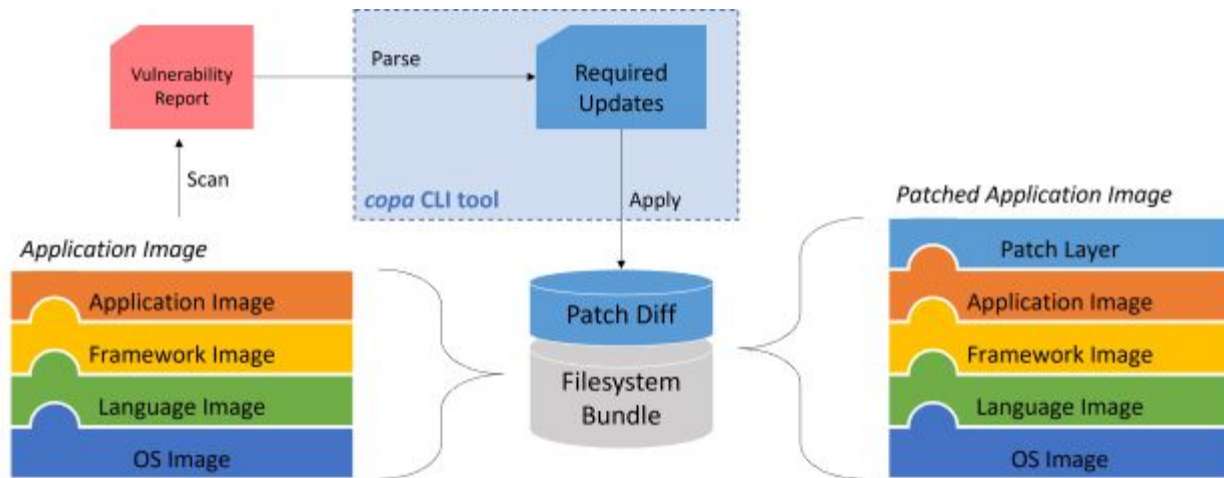 Vulnerability
Report
Parse
Required
Updates
Scan
copa CLI tool
Apply
Application Image
Application Image
Framework Image
Language Image
OS Image
Patch Diff
Filesystem
Bundle
Patched Application Image
Patch Layer
Application Image
Framework Image
Language Image
OS Image